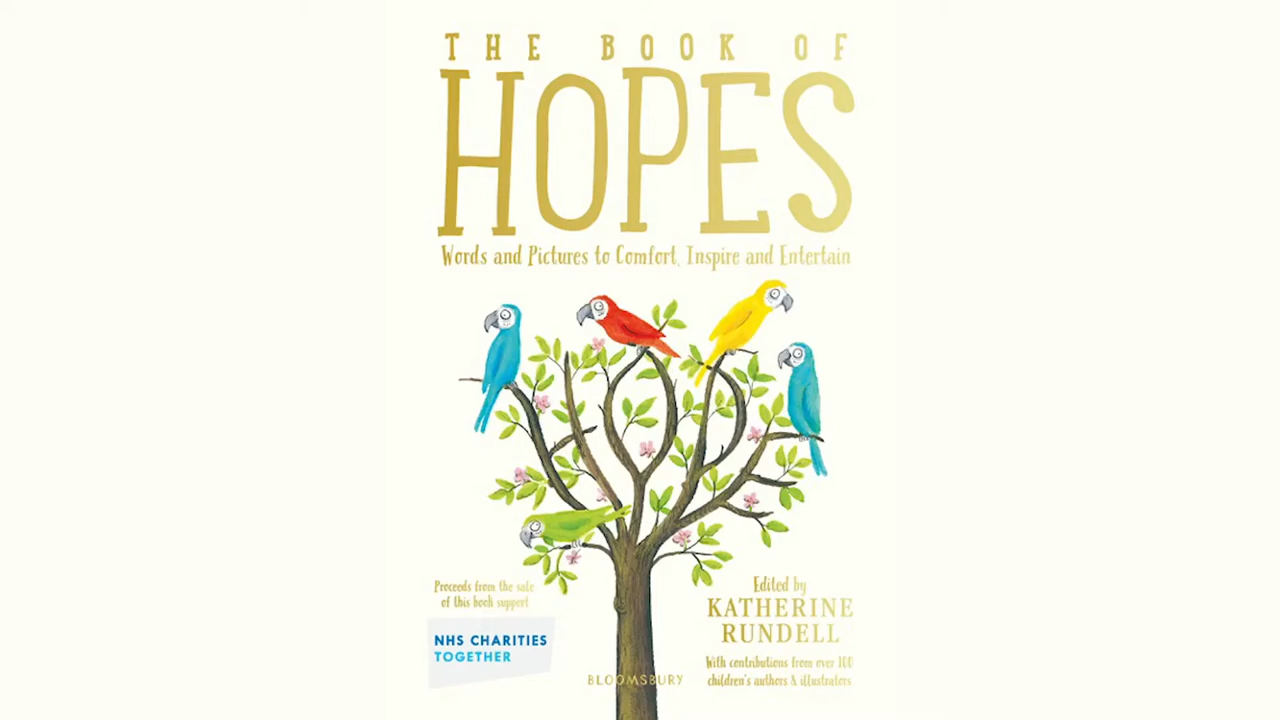 THE BOOK OF
HOPES
Words and Pictures to Comfort, Inspire and Entertain
Proceeds from the sale
of this book support
NHS CHARITIES
TOGETHER
Edited by
KATHERINE
RUNDELL
With contributions from over 100
children's authors & illustrators
BLOOMSBURY